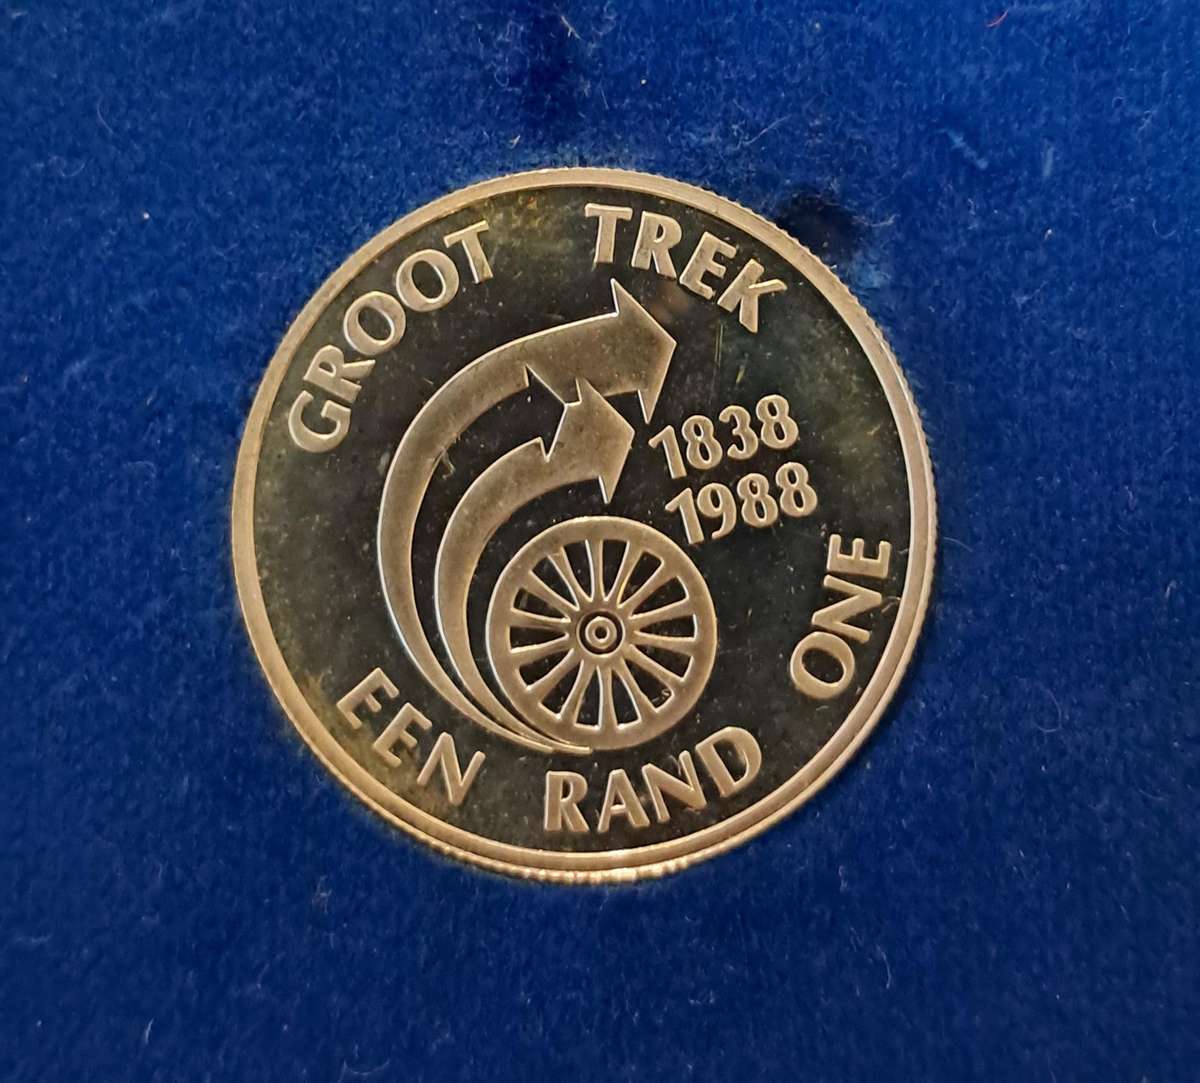 GROOT TREK
1838
1988
EEN RAND ONE